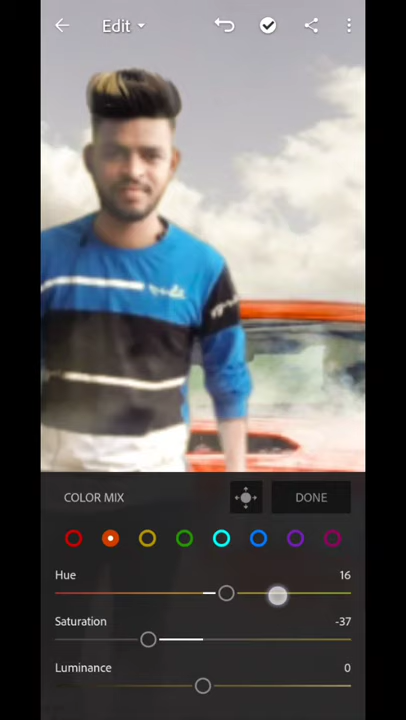 Edit
COLOR MIX
DONE
Hue 16
Saturation -37
Luminance 0